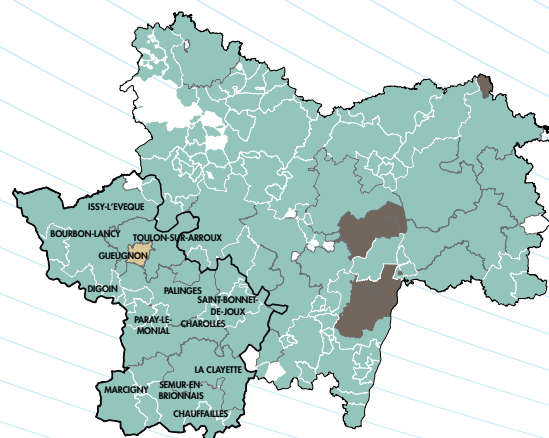 ISSY-L'EVEQUE
BOURBON-LANCY
TOULON-SUR-ARROUX
GUEUGNON
DIGOIN
PALINGES
SAINT-BONNET-
DE-JOUX
PARAY-LE-
MONIAL
CHAROLLES
LA CLAYETTE
MARCIGNY
SEMUR-EN-
BRIONNAIS
CHAUFFAILLES